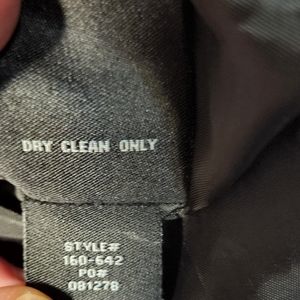 DRY CLEAN ONLY
STYLE#
160-642
PO#
081278